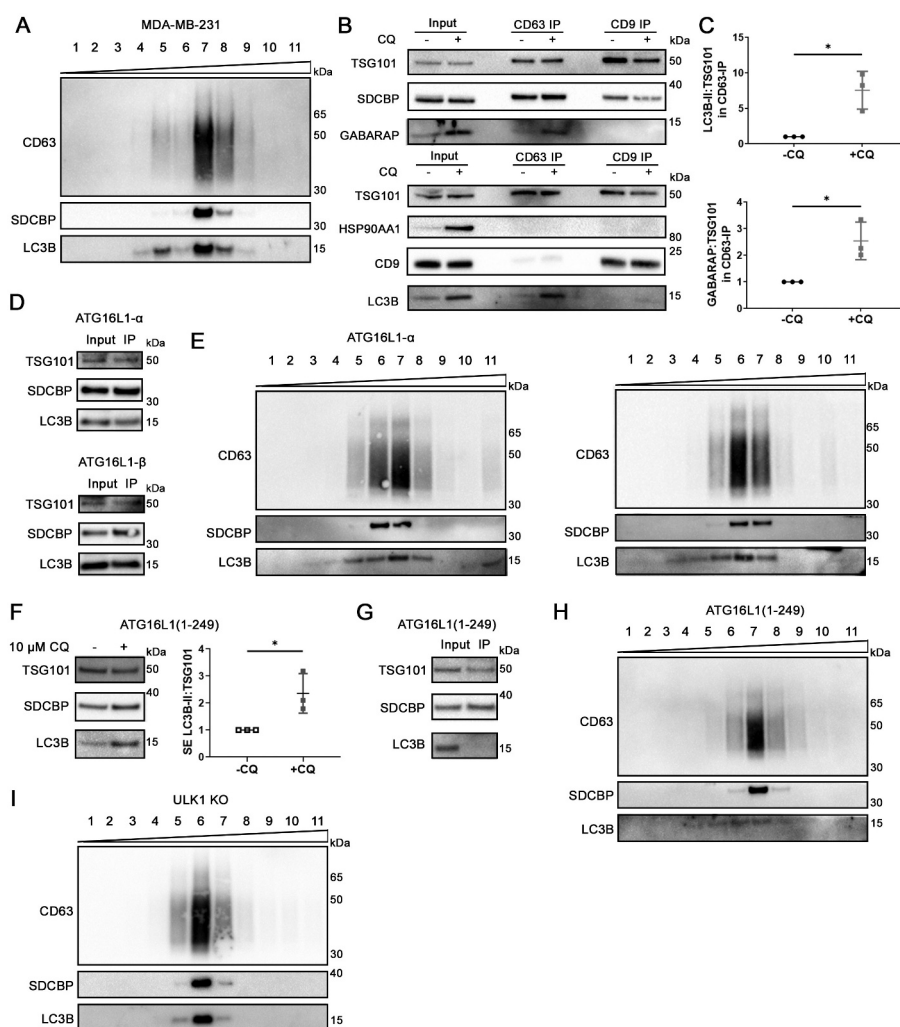 A
MDA-MB-231
1 2 3 4 5 6 7 8 9 10 11
kDa
CD63
65
50
30
SDCBP
30
LC3B
15
B
Input CD63 IP CD9 IP
CQ - + - + - + kDa
TSG101
50
40
SDCBP
30
15
GABARAP
Input CD63 IP CD9 IP
CQ - + - + - + kDa
TSG101
50
HSP90AA1
80
25
CD9
LC3B
15
C
LC3B-II:TSG101
in CD63-IP
15
10
5
0
*
-CQ +CQ
GABARAP:TSG101
in CD63-IP
4
3
2
1
0
*
-CQ +CQ
D
ATG16L1-α
Input IP kDa
TSG101 50
SDCBP
30
LC3B 15
ATG16L1-β
Input IP kDa
TSG101 50
SDCBP
30
LC3B 15
E
ATG16L1-α
1 2 3 4 5 6 7 8 9 10 11
kDa
CD63
65
50
30
SDCBP
30
LC3B
15
1 2 3 4 5 6 7 8 9 10 11
kDa
CD63
65
50
30
SDCBP
30
LC3B
15
F
ATG16L1(1-249)
10 μM CQ - + kDa
TSG101 50
40
SDCBP
LC3B 15
SE LC3B-II:TSG101
4
3
2
1
0
*
-CQ +CQ
G
ATG16L1(1-249)
Input IP kDa
TSG101 50
40
SDCBP
LC3B 15
H
ATG16L1(1-249)
1 2 3 4 5 6 7 8 9 10 11
kDa
CD63
65
50
30
SDCBP
30
LC3B
15
I
ULK1 KO
1 2 3 4 5 6 7 8 9 10 11
kDa
CD63
65
50
30
40
SDCBP
LC3B
15